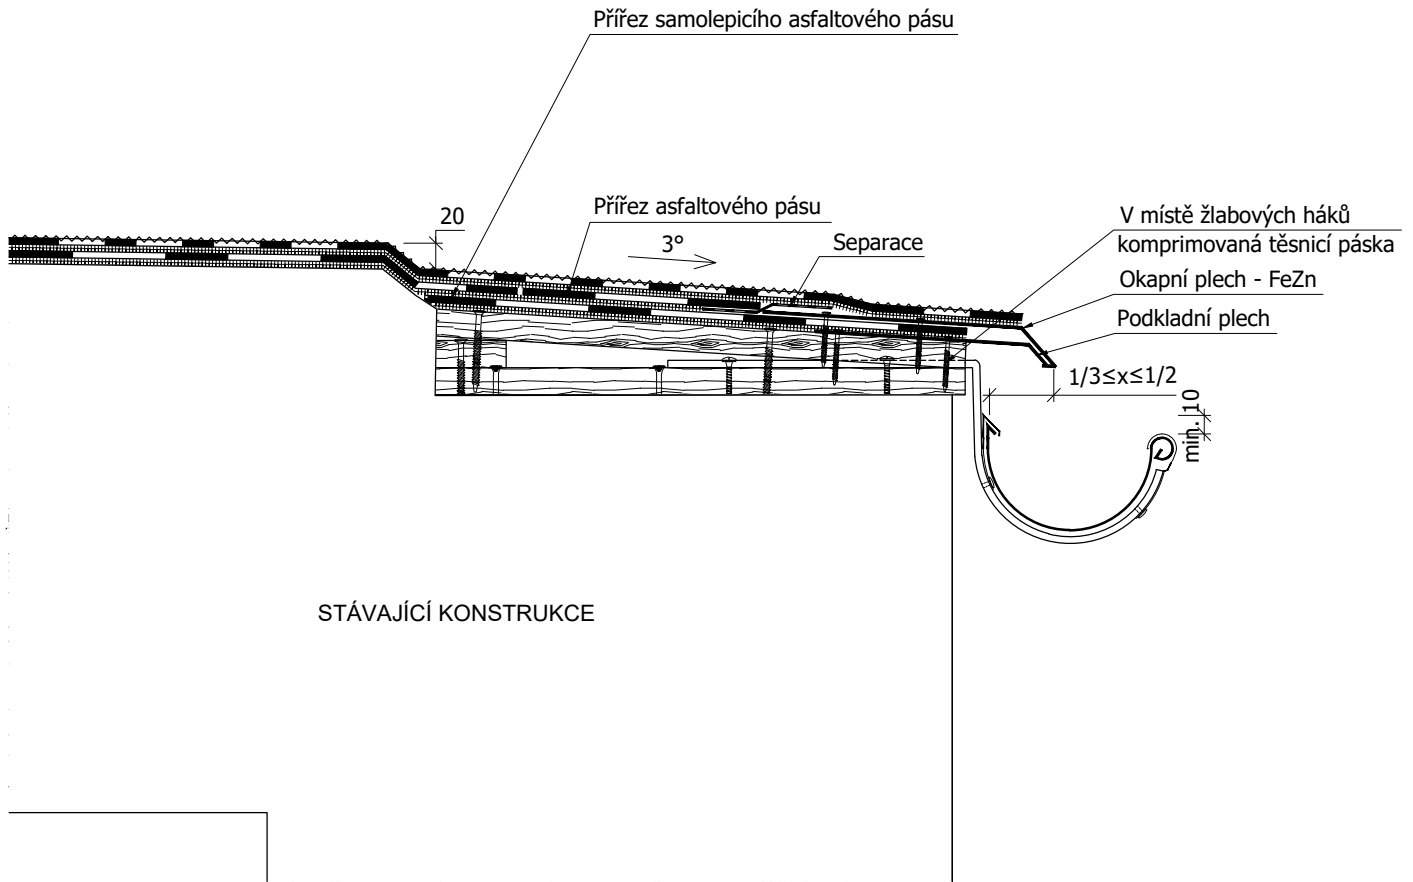 Přířez samolepicího asfaltového pásu
Přířez asfaltového pásu
20
3°
Separace
V místě žlabových háků
komprimovaná těsnicí páska
Okapní plech - FeZn
Podkladní plech
1/3≤x≤1/2
min. 10
STÁVAJÍCÍ KONSTRUKCE